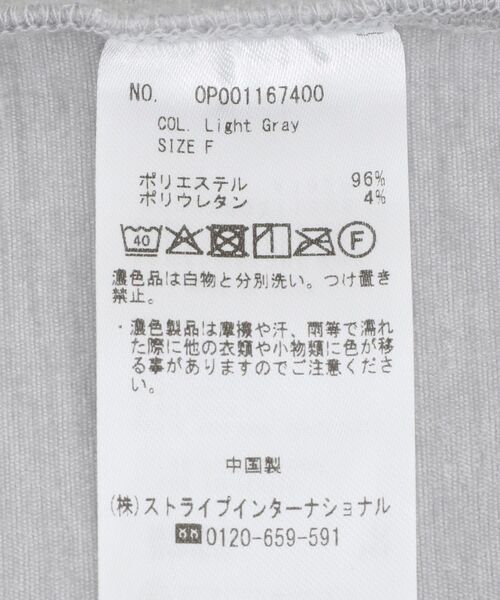 NO. OP001167400
COL. Light Gray
SIZE F
ポリエステル 96%
ポリウレタン 4%
40 F
濃色品は白物と分別洗い。つけ置き
禁止。
・濃色製品は摩擦や汗、雨等で濡れ
た際に他の衣類や小物類に色が移
る事がありますのでご注意くださ
い。
中国製
(株)ストライプインターナショナル
0120-659-591